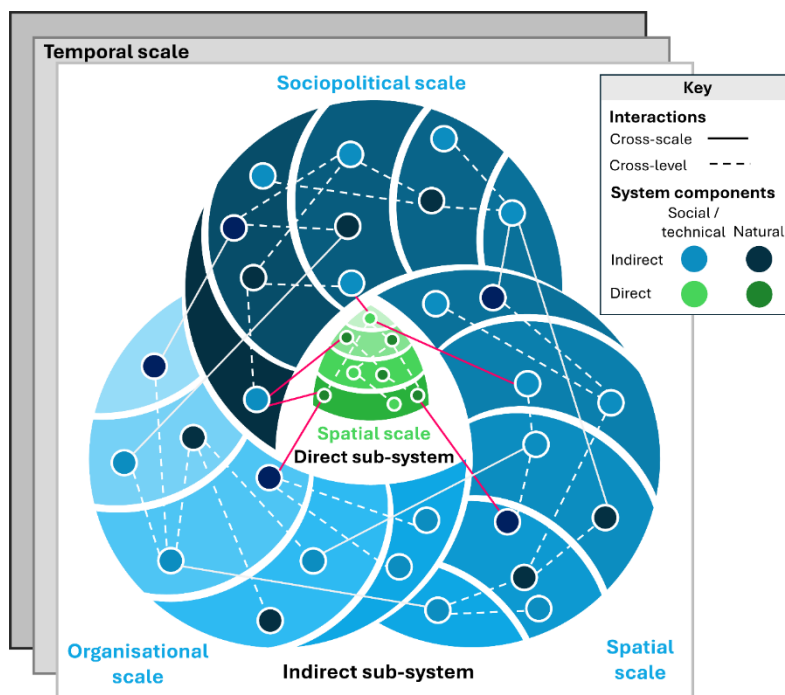 Temporal scale
Sociopolitical scale
Key
Interactions
Cross-scale
Cross-level
System components
Social /
technical
Natural
Indirect
Direct
Spatial scale
Direct sub-system
Organisational
scale
Indirect sub-system
Spatial
scale